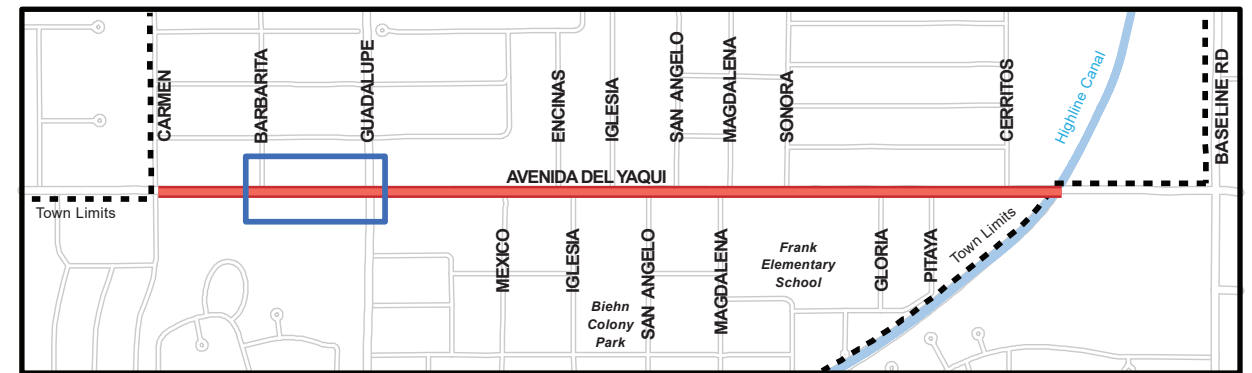 CARMEN
BARBARITA
GUADALUPE
ENCINAS
IGLESIA
SAN ANGELO
MAGDALENA
SONORA
CERRITOS
Highline Canal
BASELINE RD
AVENIDA DEL YAQUI
Town Limits
MEXICO
IGLESIA
Biehn
Colony
Park
SAN ANGELO
MAGDALENA
Frank
Elementary
School
GLORIA
PITAYA
Town Limits